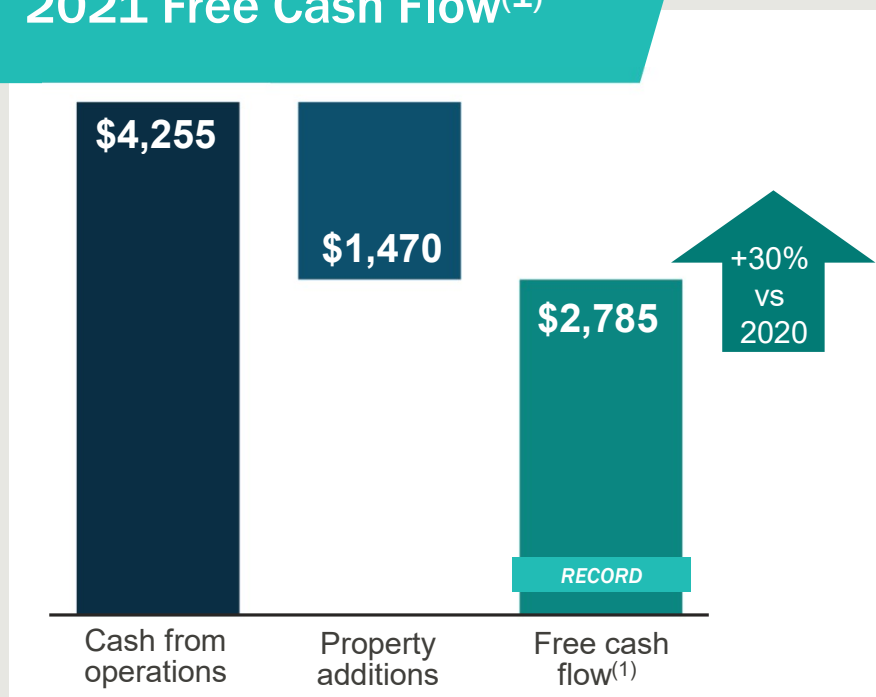 2021 Free Cash Flow(1)
$4,255
$1,470
$2,785
+30%
vs
2020
RECORD
Cash from
operations
Property
additions
Free cash
flow(1)